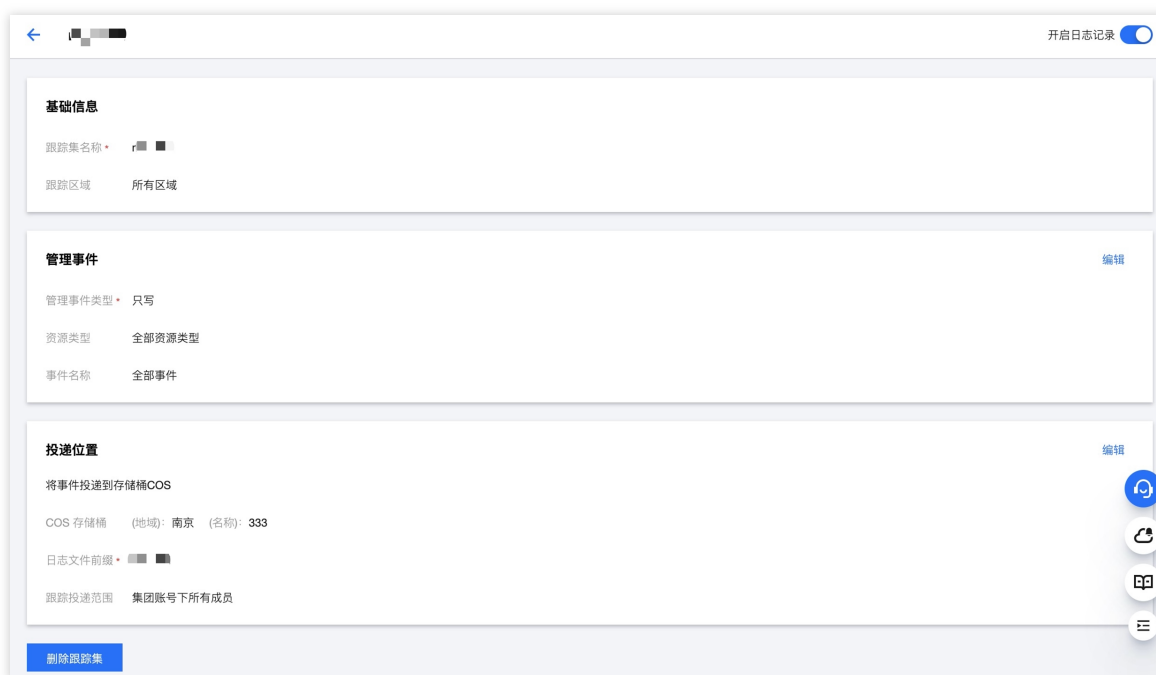 开启日志记录
基础信息
跟踪集名称 *
跟踪区域 所有区域
管理事件 编辑
管理事件类型 * 只写
资源类型 全部资源类型
事件名称 全部事件
投递位置 编辑
将事件投递到存储桶COS
COS 存储桶 (地域): 南京 (名称): 333
日志文件前缀 *
跟踪投递范围 集团账号下所有成员
删除跟踪集